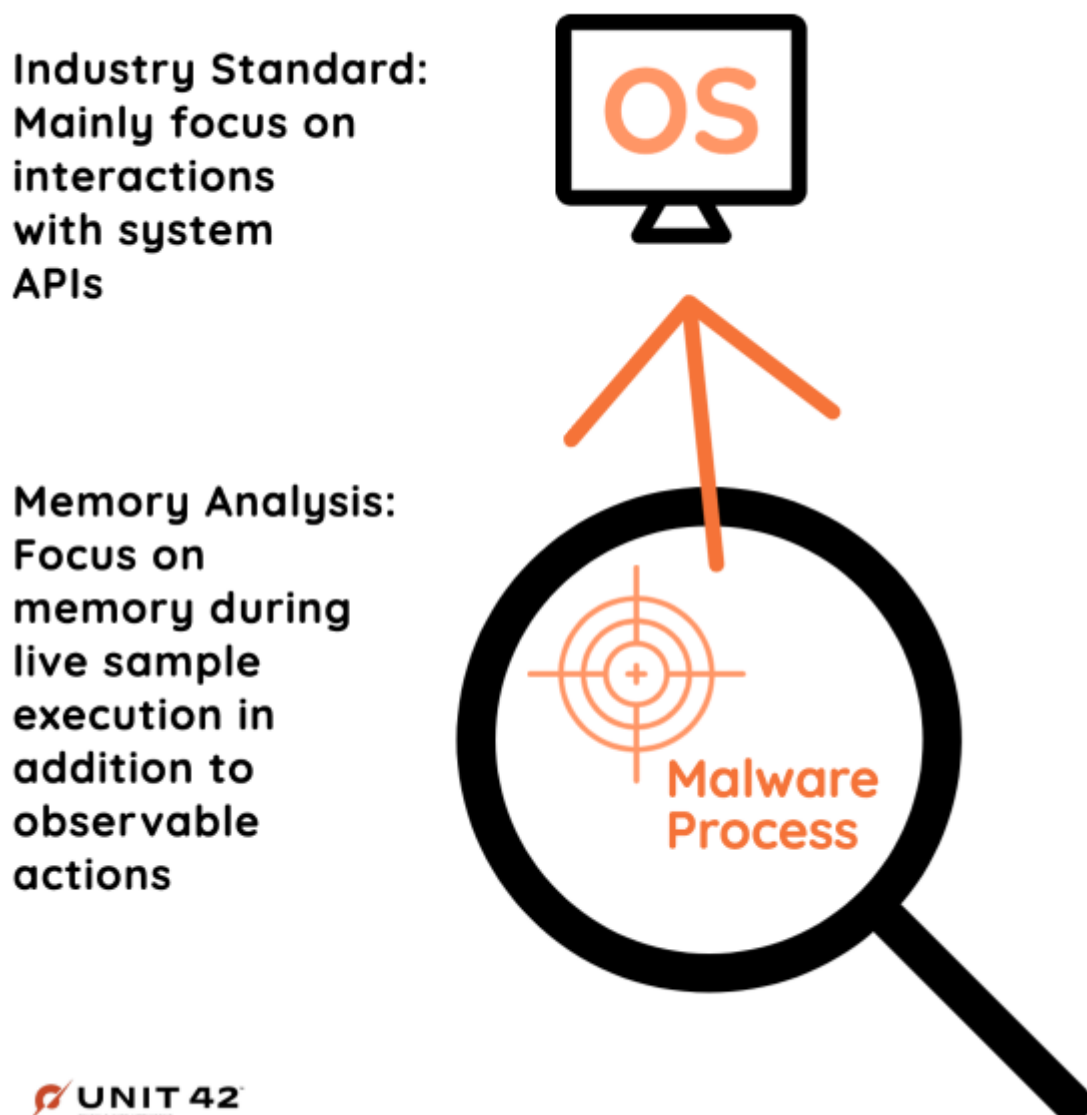 Industry Standard:
Mainly focus on
interactions
with system
APIs
OS
Memory Analysis:
Focus on
memory during
live sample
execution in
addition to
observable
actions
Malware
Process
UNIT 42